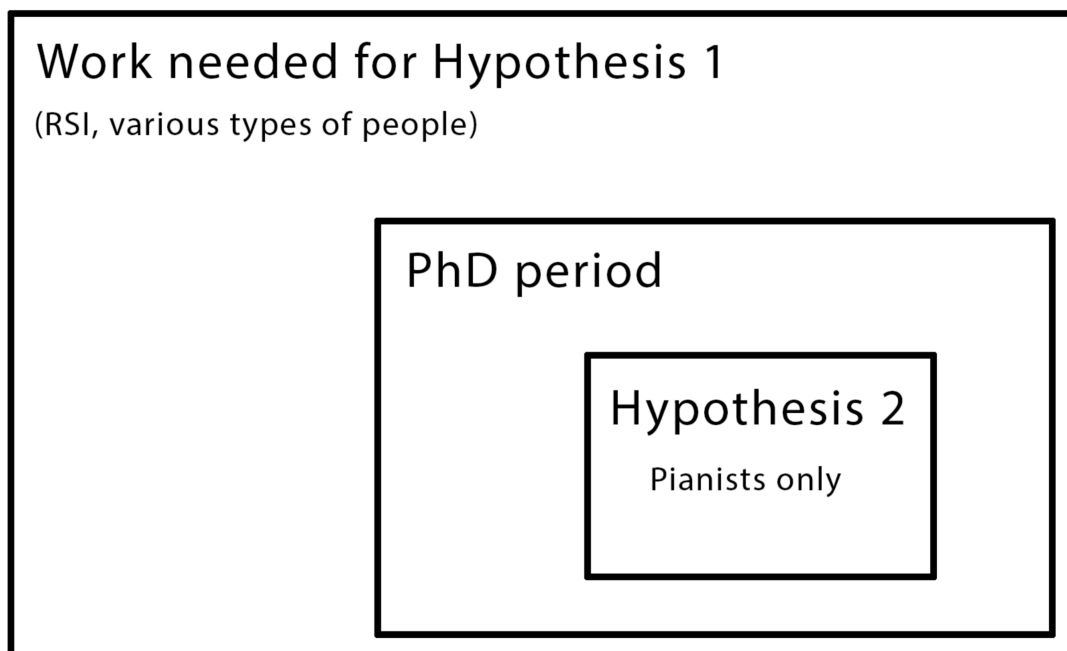 Work needed for Hypothesis 1
(RSI, various types of people)
PhD period
Hypothesis 2
Pianists only